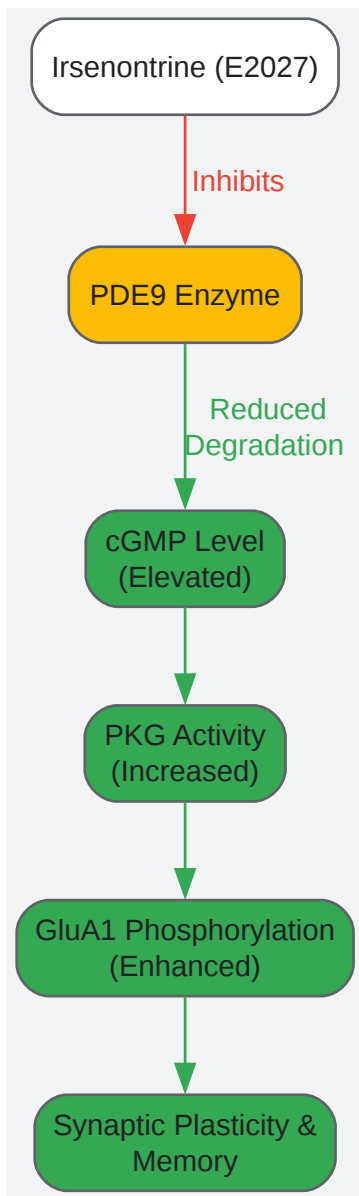 Irsenontrine (E2027)
Inhibits
PDE9 Enzyme
Reduced
Degradation
cGMP Level
(Elevated)
PKG Activity
(Increased)
GluA1 Phosphorylation
(Enhanced)
Synaptic Plasticity &
Memory